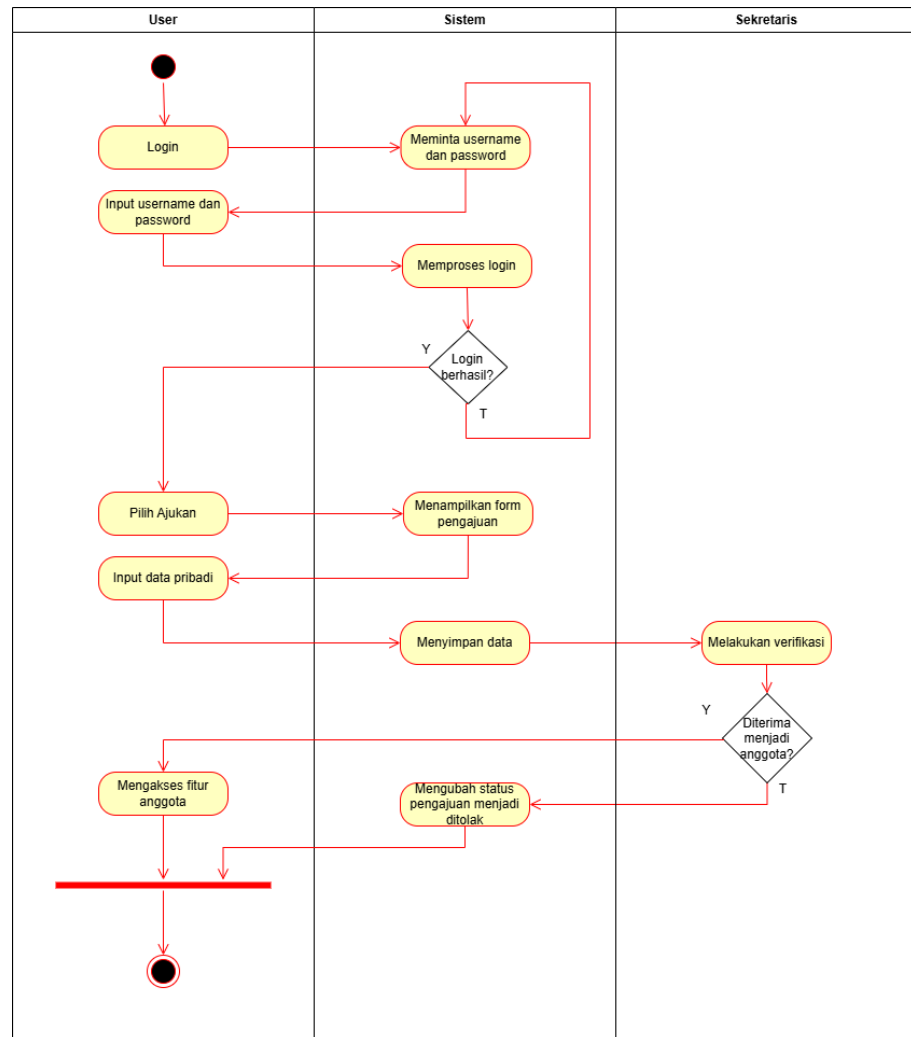 User
Sistem
Sekretaris
Login
Meminta username
dan password
Input username dan
password
Memproses login
Login
berhasil?
Y
T
Pilih Ajukan
Menampilkan form
pengajuan
Input data pribadi
Menyimpan data
Melakukan verifikasi
Y
Diterima
menjadi
anggota?
T
Mengakses fitur
anggota
Mengubah status
pengajuan menjadi
ditolak